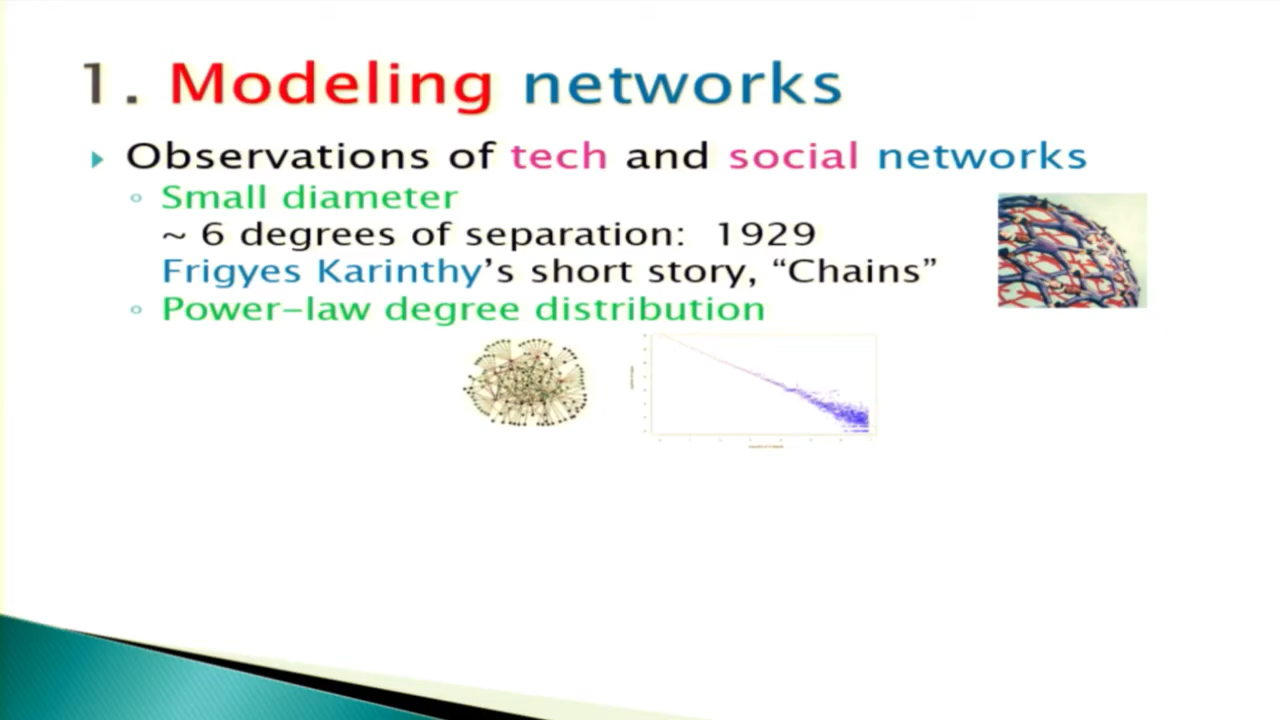 1. Modeling networks
Observations of tech and social networks
Small diameter
~ 6 degrees of separation: 1929
Frigyes Karinthy's short story, “Chains”
Power-law degree distribution